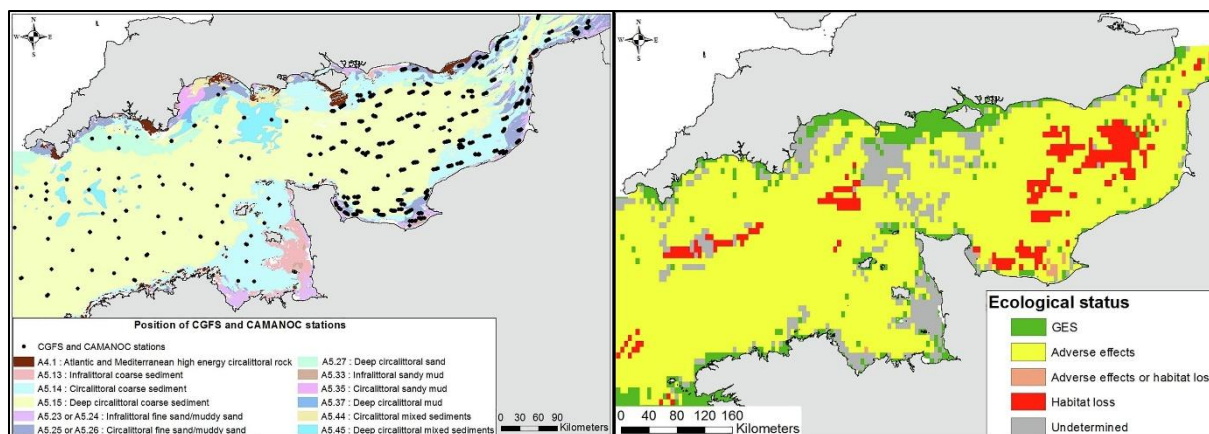 N
W E
S
Position of CGFS and CAMANOC stations
CGFS and CAMANOC stations
A4.1 : Atlantic and Mediterranean high energy circalittoral rock
A5.13 : Infralittoral coarse sediment
A5.14 : Circalittoral coarse sediment
A5.15 : Deep circalittoral coarse sediment
A5.23 or A5.24 : Infralittoral fine sand/muddy sand
A5.25 or A5.26 : Circalittoral fine sand/muddy sand
A5.27 : Deep circalittoral sand
A5.33 : Infralittoral sandy mud
A5.35 : Circalittoral sandy mud
A5.37 : Deep circalittoral mud
A5.44 : Circalittoral mixed sediments
A5.45 : Deep circalittoral mixed sediments
0 30 60 90
Kilometers
N
W E
S
0 40 80 120 160
Kilometers
Ecological status
GES
Adverse effects
Adverse effects or habitat los
Habitat loss
Undetermined